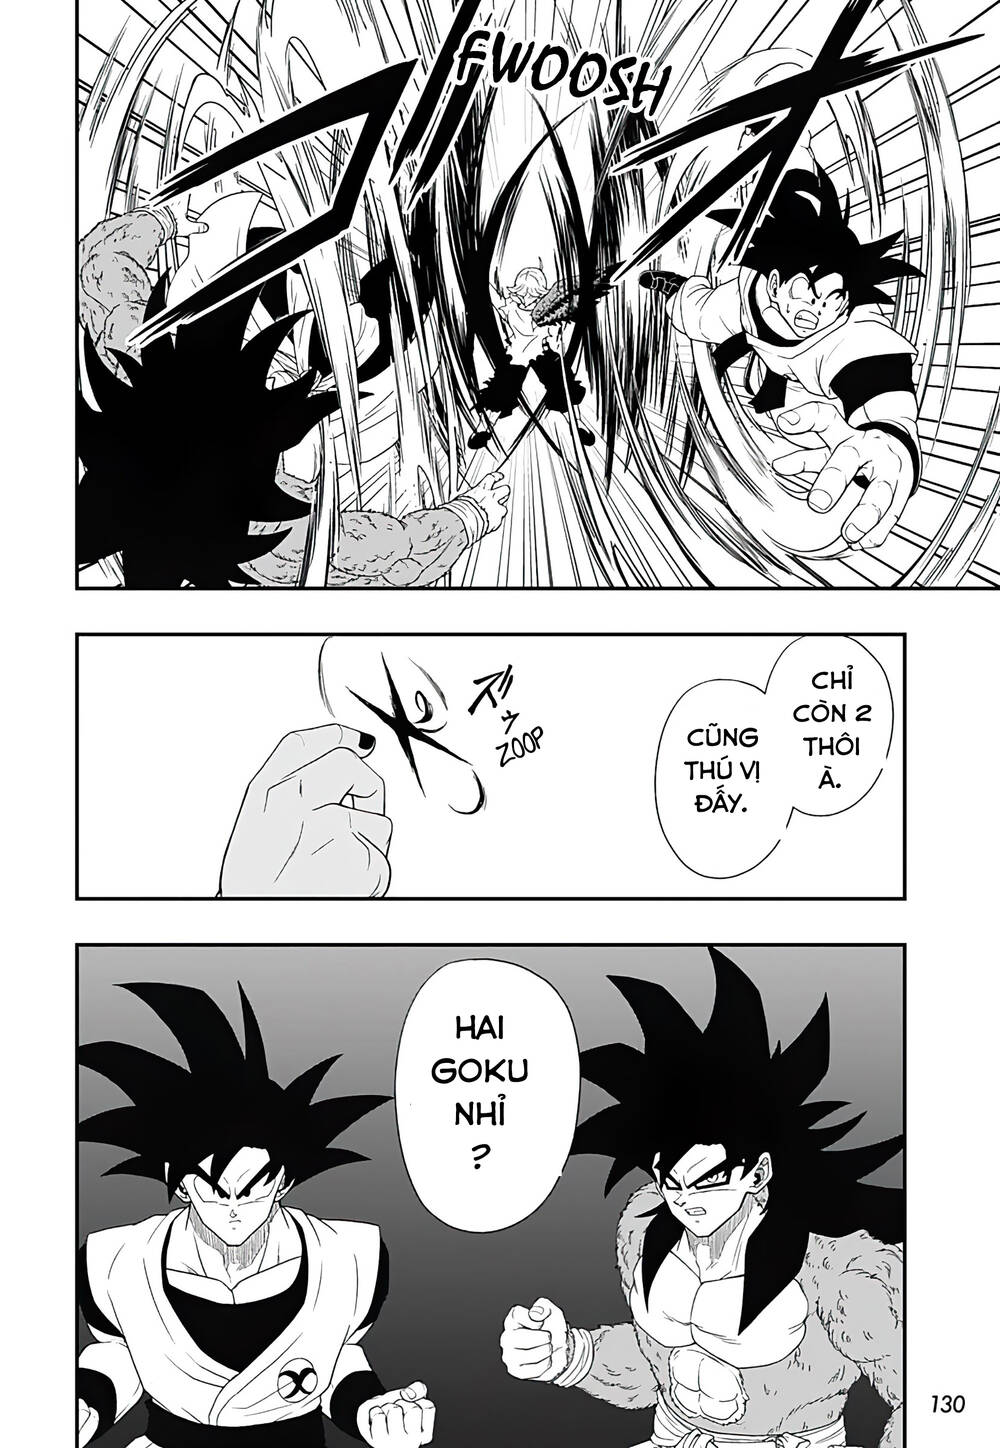 FWOOSH
CHỈ
CÒN 2
THÔI
À.
CŨNG
THÚ VỊ
ĐẤY.
ZOOP
HAI
GOKU
NHỈ
?
130